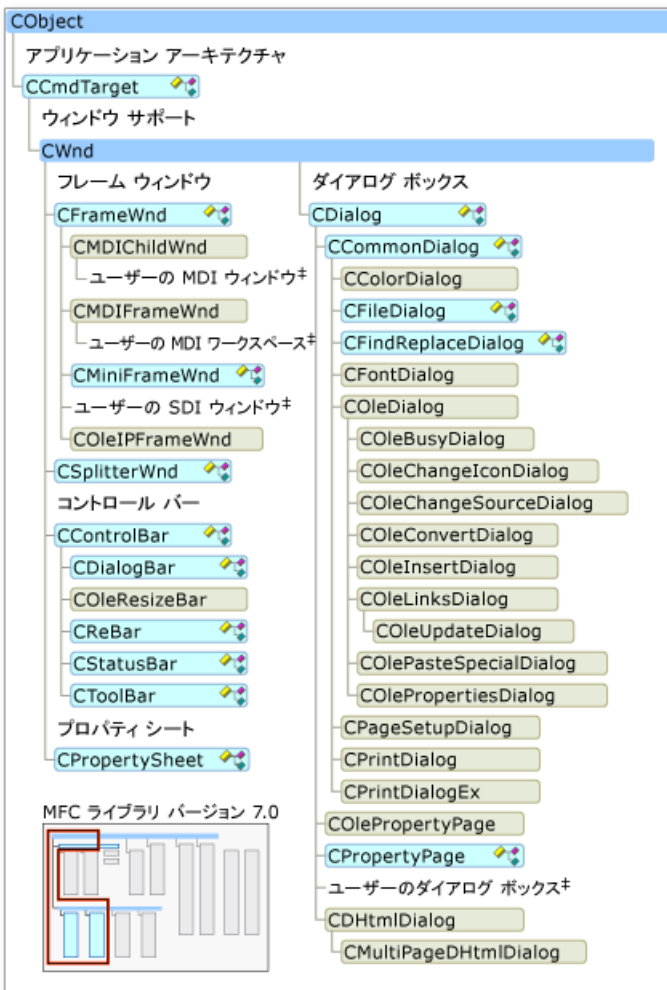 CObject
アプリケーション アーキテクチャ
CCmdTarget
ウィンドウ サポート
CWnd
フレーム ウィンドウ
CFrameWnd
CMDIChildWnd
ユーザーの MDI ウィンドウ‡
CMDIFrameWnd
ユーザーの MDI ワークスペース‡
CMiniFrameWnd
ユーザーの SDI ウィンドウ‡
COleIPFrameWnd
CSplitterWnd
コントロール バー
CControlBar
CDialogBar
COleResizeBar
CReBar
CStatusBar
CToolBar
プロパティ シート
CPropertySheet
MFC ライブラリ バージョン 7.0
ダイアログ ボックス
CDialog
CCommonDialog
CColorDialog
CFileDialog
CFindReplaceDialog
CFontDialog
COleDialog
COleBusyDialog
COleChangeIconDialog
COleChangeSourceDialog
COleConvertDialog
COleInsertDialog
COleLinksDialog
COleUpdateDialog
COlePasteSpecialDialog
COlePropertiesDialog
CPageSetupDialog
CPrintDialog
CPrintDialogEx
COlePropertyPage
CPropertyPage
ユーザーのダイアログ ボックス‡
CDHtmlDialog
CMultiPageDHtmlDialog